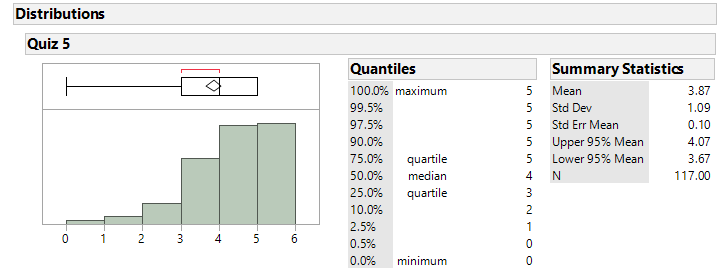 Distributions
Quiz 5
0 1 2 3 4 5 6
Quantiles
100.0% maximum 5
99.5% 5
97.5% 5
90.0% 5
75.0% quartile 5
50.0% median 4
25.0% quartile 3
10.0% 2
2.5% 1
0.5% 0
0.0% minimum 0
Summary Statistics
Mean 3.87
Std Dev 1.09
Std Err Mean 0.10
Upper 95% Mean 4.07
Lower 95% Mean 3.67
N 117.00